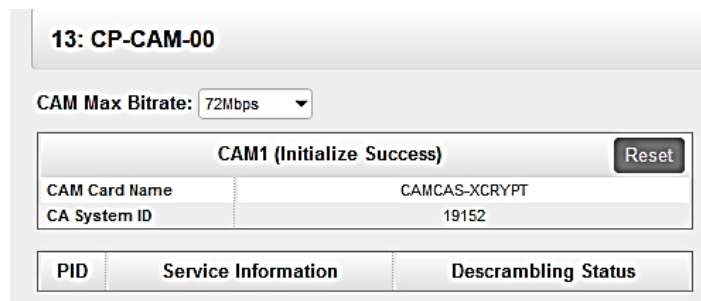 13: CP-CAM-00
CAM Max Bitrate: 72Mbps
CAM1 (Initialize Success) Reset
CAM Card Name CAMCAS-XCRYPT
CA System ID 19152
PID Service Information Descrambling Status